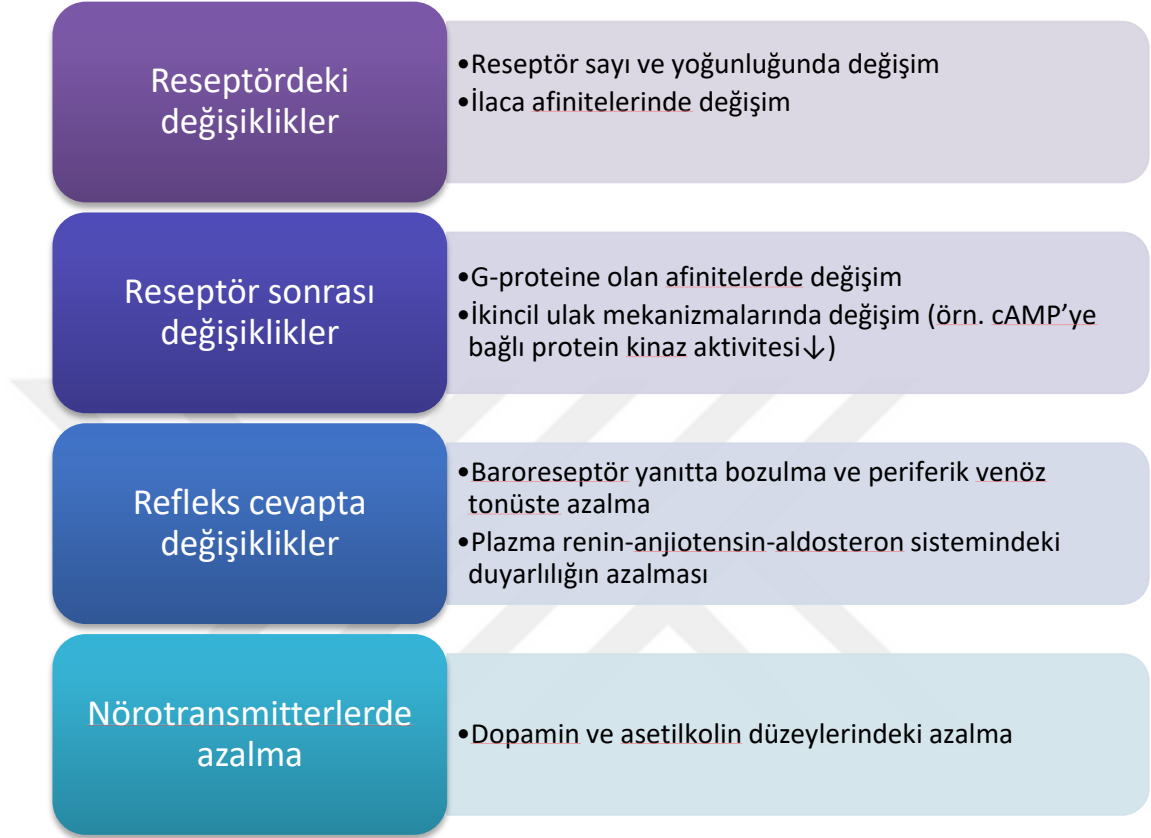 Reseptördeki
değişiklikler
•Reseptör sayı ve yoğunluğunda değişim
•İlaca afinitelerinde değişim
Reseptör sonrası
değişiklikler
•G-proteine olan afinitelerde değişim
•İkincil ulak mekanizmalarında değişim (örn. cAMP’ye
bağlı protein kinaz aktivitesi↓)
Refleks cevapta
değişiklikler
•Baroreseptör yanıtta bozulma ve periferik venöz
tonüste azalma
•Plazma renin-anjiotensin-aldosteron sistemindeki
duyarlılığın azalması
Nörotransmitterlerde
azalma
•Dopamin ve asetilkolin düzeylerindeki azalma